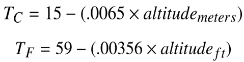 T_C = 15 − (.0065 × altitude_meters)
T_F = 59 − (.00356 × altitude_ft)